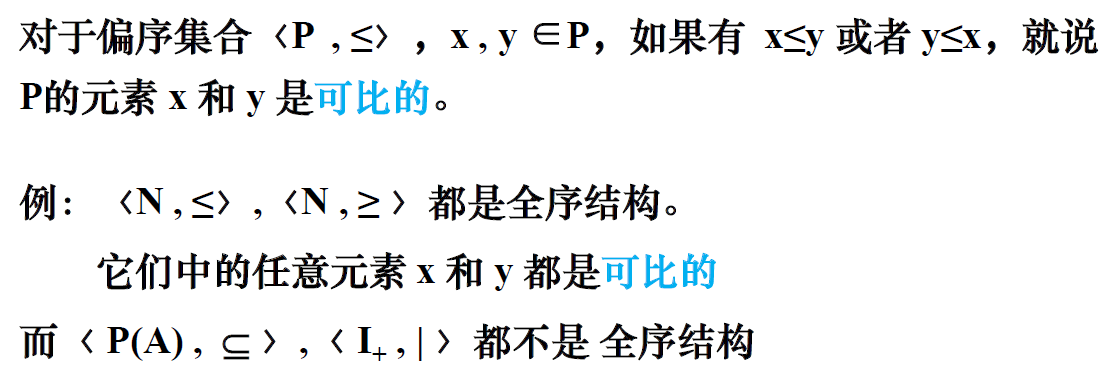 对于偏序集合〈P , ≤〉，x , y ∈P，如果有 x≤y 或者 y≤x，就说
P的元素 x 和 y 是可比的。
例： 〈N , ≤〉, 〈N , ≥ 〉都是全序结构。
它们中的任意元素 x 和 y 都是可比的
而〈 P(A) , ⊆ 〉, 〈 I₊ , | 〉都不是 全序结构